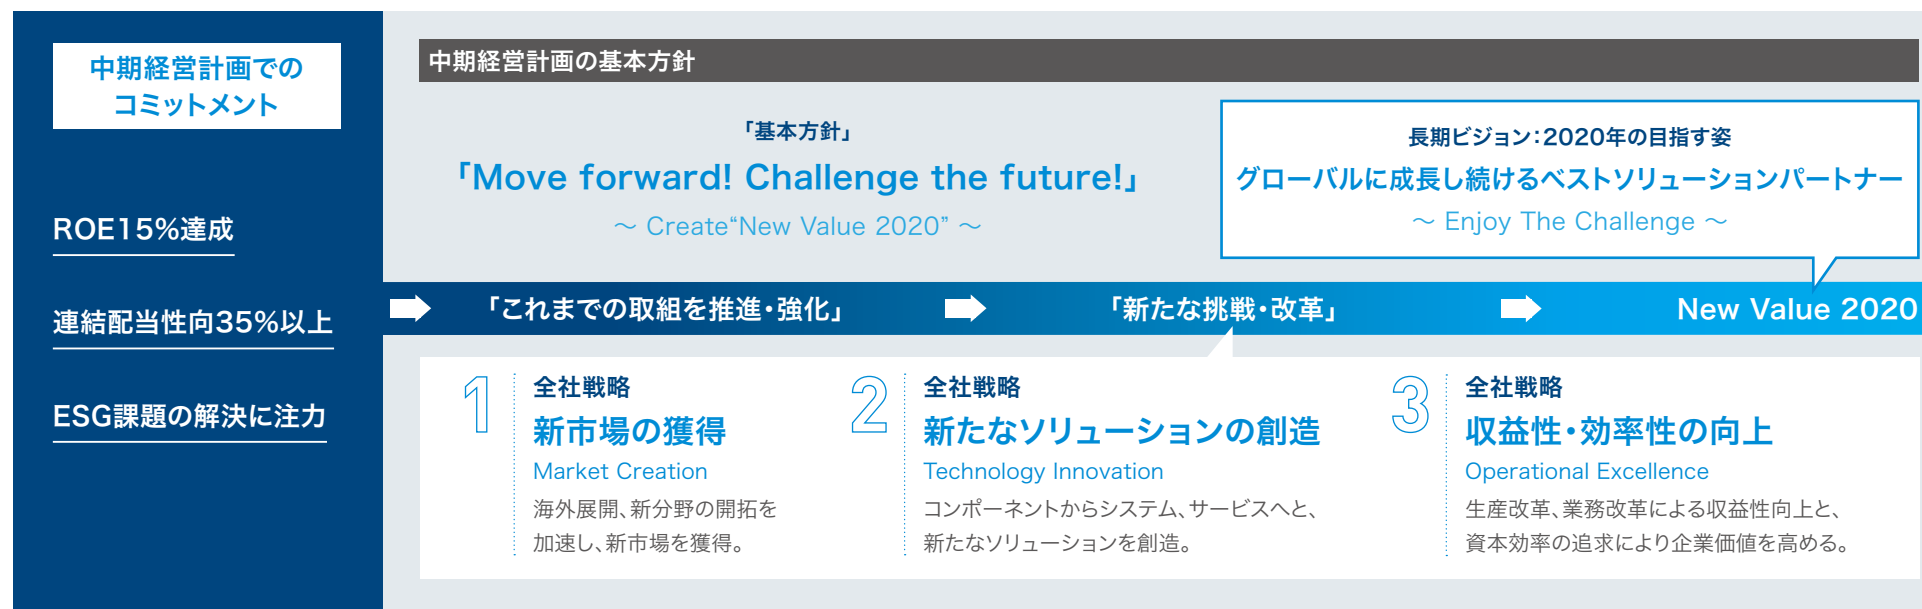 中期経営計画での
コミットメント
ROE15%達成
連結配当性向35%以上
ESG課題の解決に注力
中期経営計画の基本方針
「基本方針」
「Move forward! Challenge the future!」
～ Create“New Value 2020” ～
長期ビジョン：2020年の目指す姿
グローバルに成長し続けるベストソリューションパートナー
～ Enjoy The Challenge ～
「これまでの取組を推進・強化」
「新たな挑戦・改革」
New Value 2020
1
全社戦略
新市場の獲得
Market Creation
海外展開、新分野の開拓を
加速し、新市場を獲得。
2
全社戦略
新たなソリューションの創造
Technology Innovation
コンポーネントからシステム、サービスへと、
新たなソリューションを創造。
3
全社戦略
収益性・効率性の向上
Operational Excellence
生産改革、業務改革による収益性向上と、
資本効率の追求により企業価値を高める。